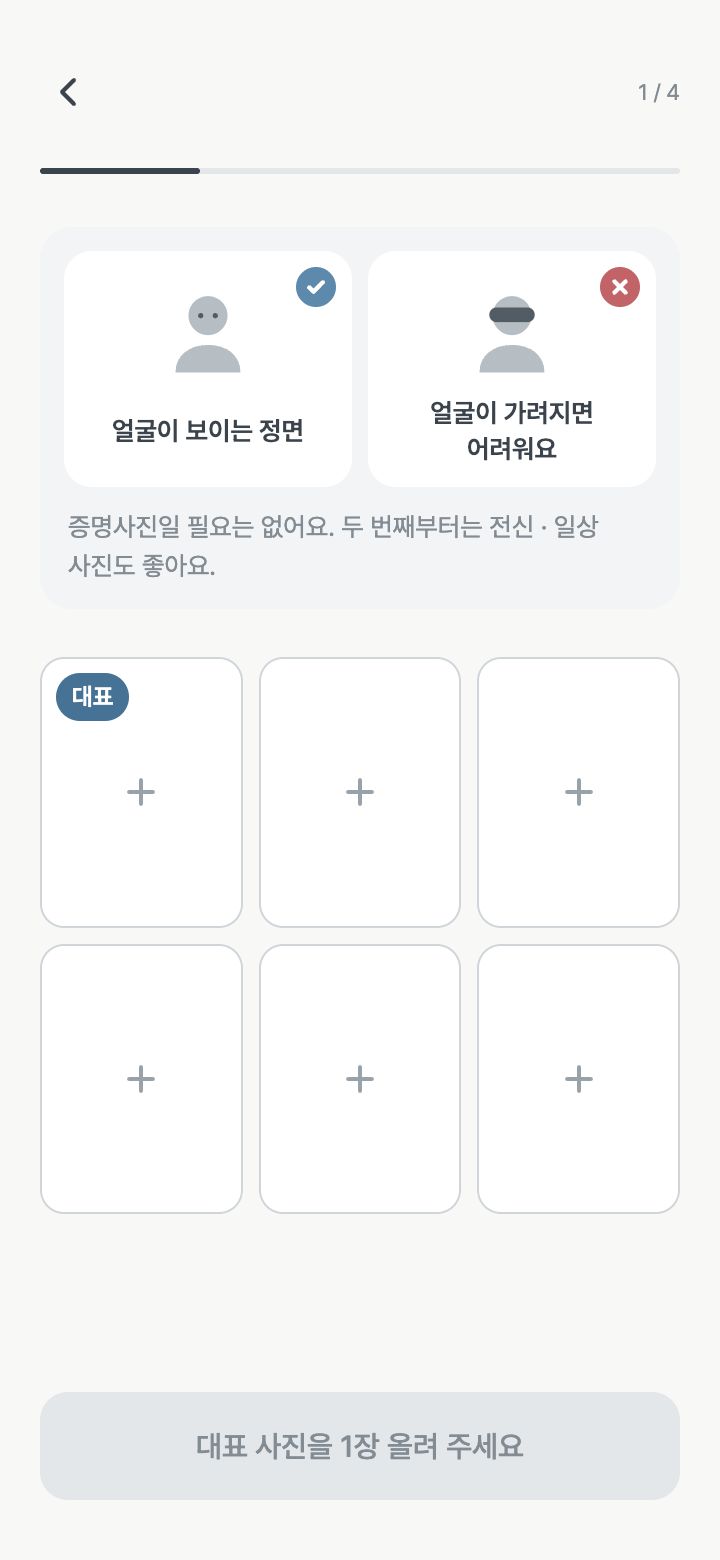 1 / 4
얼굴이 보이는 정면
얼굴이 가려지면
어려워요
증명사진일 필요는 없어요. 두 번째부터는 전신 · 일상
사진도 좋아요.
대표
대표 사진을 1장 올려 주세요